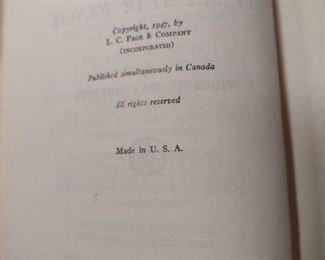 Copyright, 1947, by
L. C. PAGE & COMPANY
(INCORPORATED)
Published simultaneously in Canada
All rights reserved
Made in U. S. A.